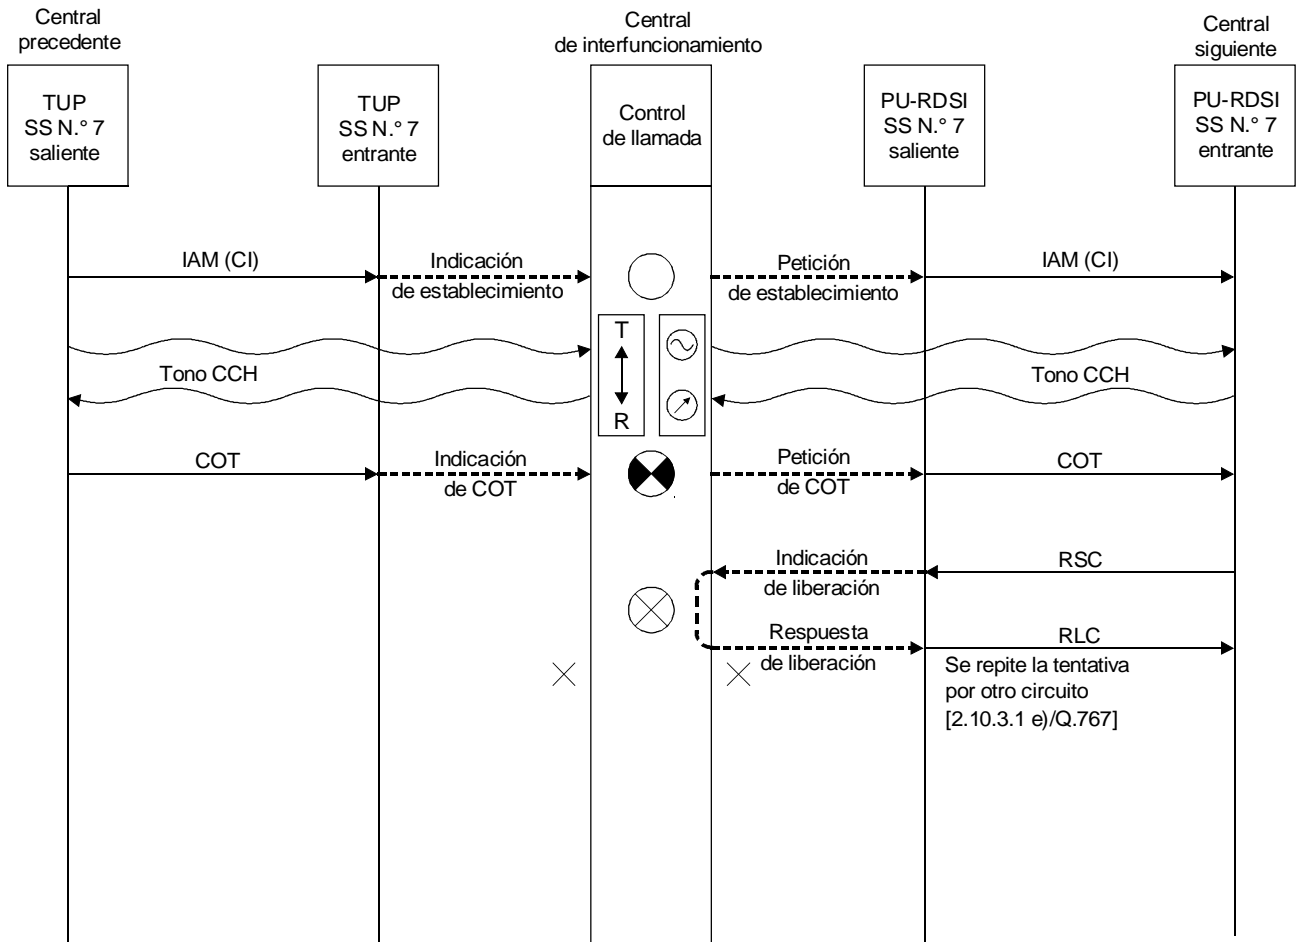 Central
precedente
Central
de interfuncionamiento
Central
siguiente
TUP
SS N.° 7
saliente
TUP
SS N.° 7
entrante
Control
de llamada
PU-RDSI
SS N.° 7
saliente
PU-RDSI
SS N.° 7
entrante
IAM (CI)
Indicación
de establecimiento
Petición
de establecimiento
IAM (CI)
T
R
Tono CCH
Tono CCH
COT
Indicación
de COT
Petición
de COT
COT
Indicación
de liberación
RSC
Respuesta
de liberación
RLC
Se repite la tentativa
por otro circuito
[2.10.3.1 e)/Q.767]